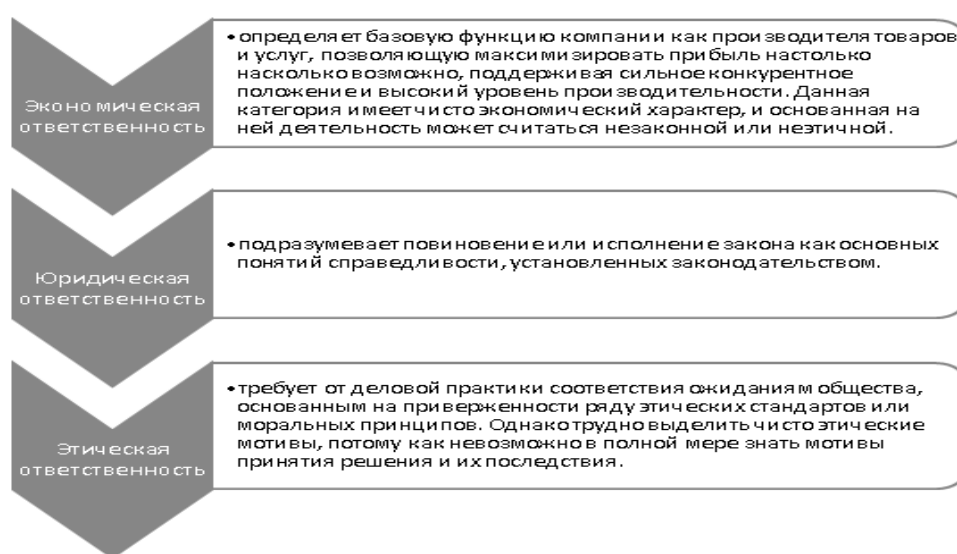 Экономическая
ответственность
• определяет базовую функцию компании как производителя товаров
и услуг, позволяющую максимизировать прибыль настолько
насколько возможно, поддерживая сильное конкурентное
положение и высокий уровень производительности. Данная
категория имеет чисто экономический характер, и основанная на
ней деятельность может считаться незаконной или неэтичной.
Юридическая
ответственность
• подразумевает повиновение или исполнение закона как основных
понятий справедливости, установленных законодательством.
Этическая
ответственность
• требует от деловой практики соответствия ожиданиям общества,
основанным на приверженности ряду этических стандартов или
моральных принципов. Однако трудно выделить чисто этические
мотивы, потому как невозможно в полной мере знать мотивы
принятия решения и их последствия.